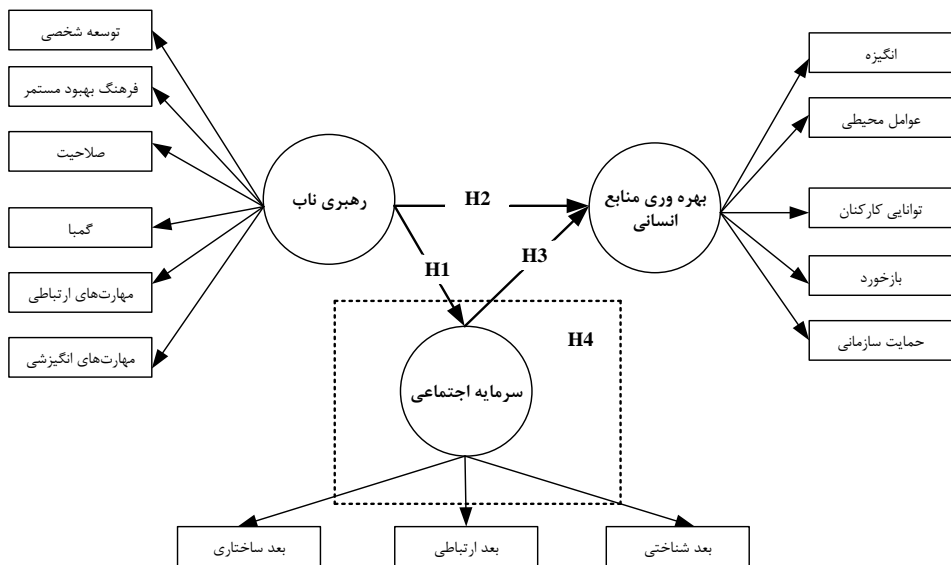 توسعه شخصی
فرهنگ بهبود مستمر
صلاحیت
گمبا
مهارت‌های ارتباطی
مهارت‌های انگیزشی
رهبری ناب
H2
H1
H3
بهره وری منابع
انسانی
انگیزه
عوامل محیطی
توانایی کارکنان
بازخورد
حمایت سازمانی
H4
سرمایه اجتماعی
بعد ساختاری
بعد ارتباطی
بعد شناختی